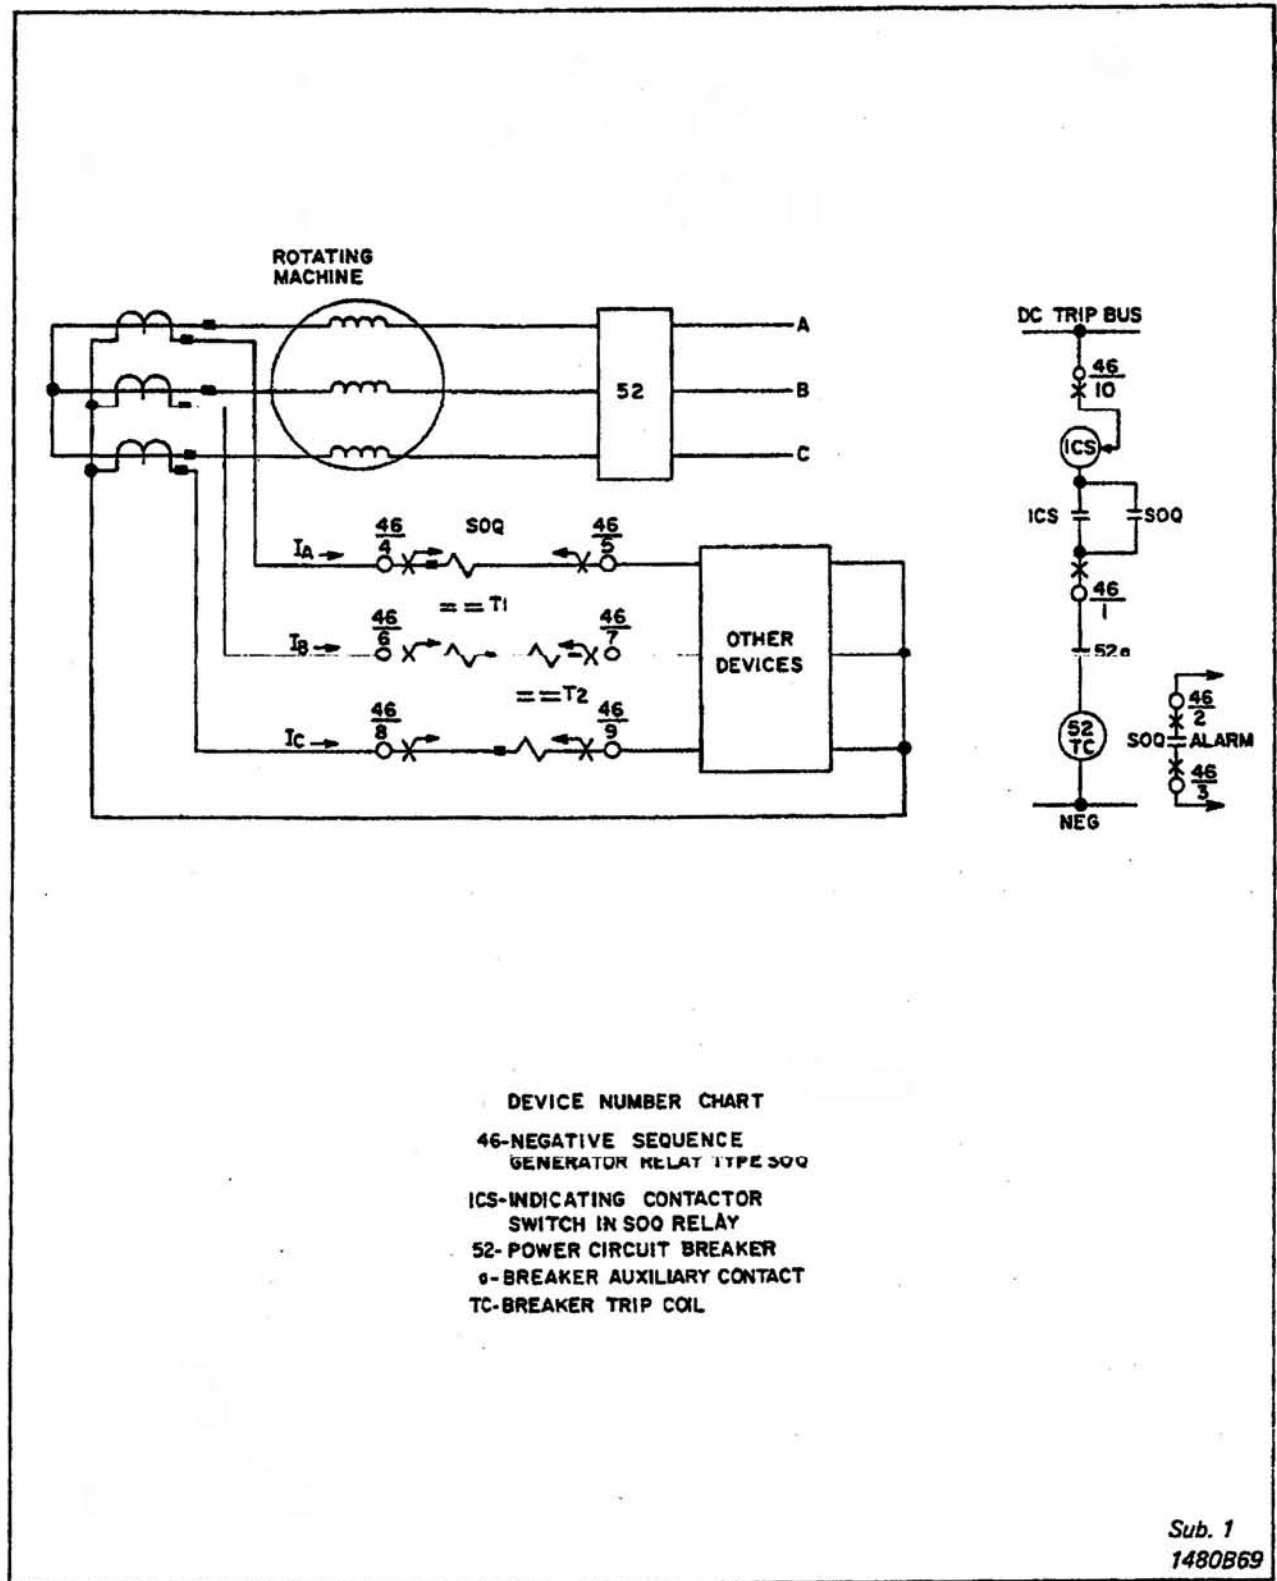 ROTATING
MACHINE
A
B
C
52
DC TRIP BUS
46
10
ICS
ICS
SOQ
46
1
52a
52
TC
NEG
46
2
SOQ ALARM
46
3
IA
46
4
SOQ
46
5
T1
IB
46
6
46
7
T2
IC
46
8
46
9
OTHER
DEVICES
DEVICE NUMBER CHART
46-NEGATIVE SEQUENCE
GENERATOR RELAY TYPE SOQ
ICS-INDICATING CONTACTOR
SWITCH IN SOQ RELAY
52-POWER CIRCUIT BREAKER
a-BREAKER AUXILIARY CONTACT
TC-BREAKER TRIP COIL
Sub. 1
1480B69